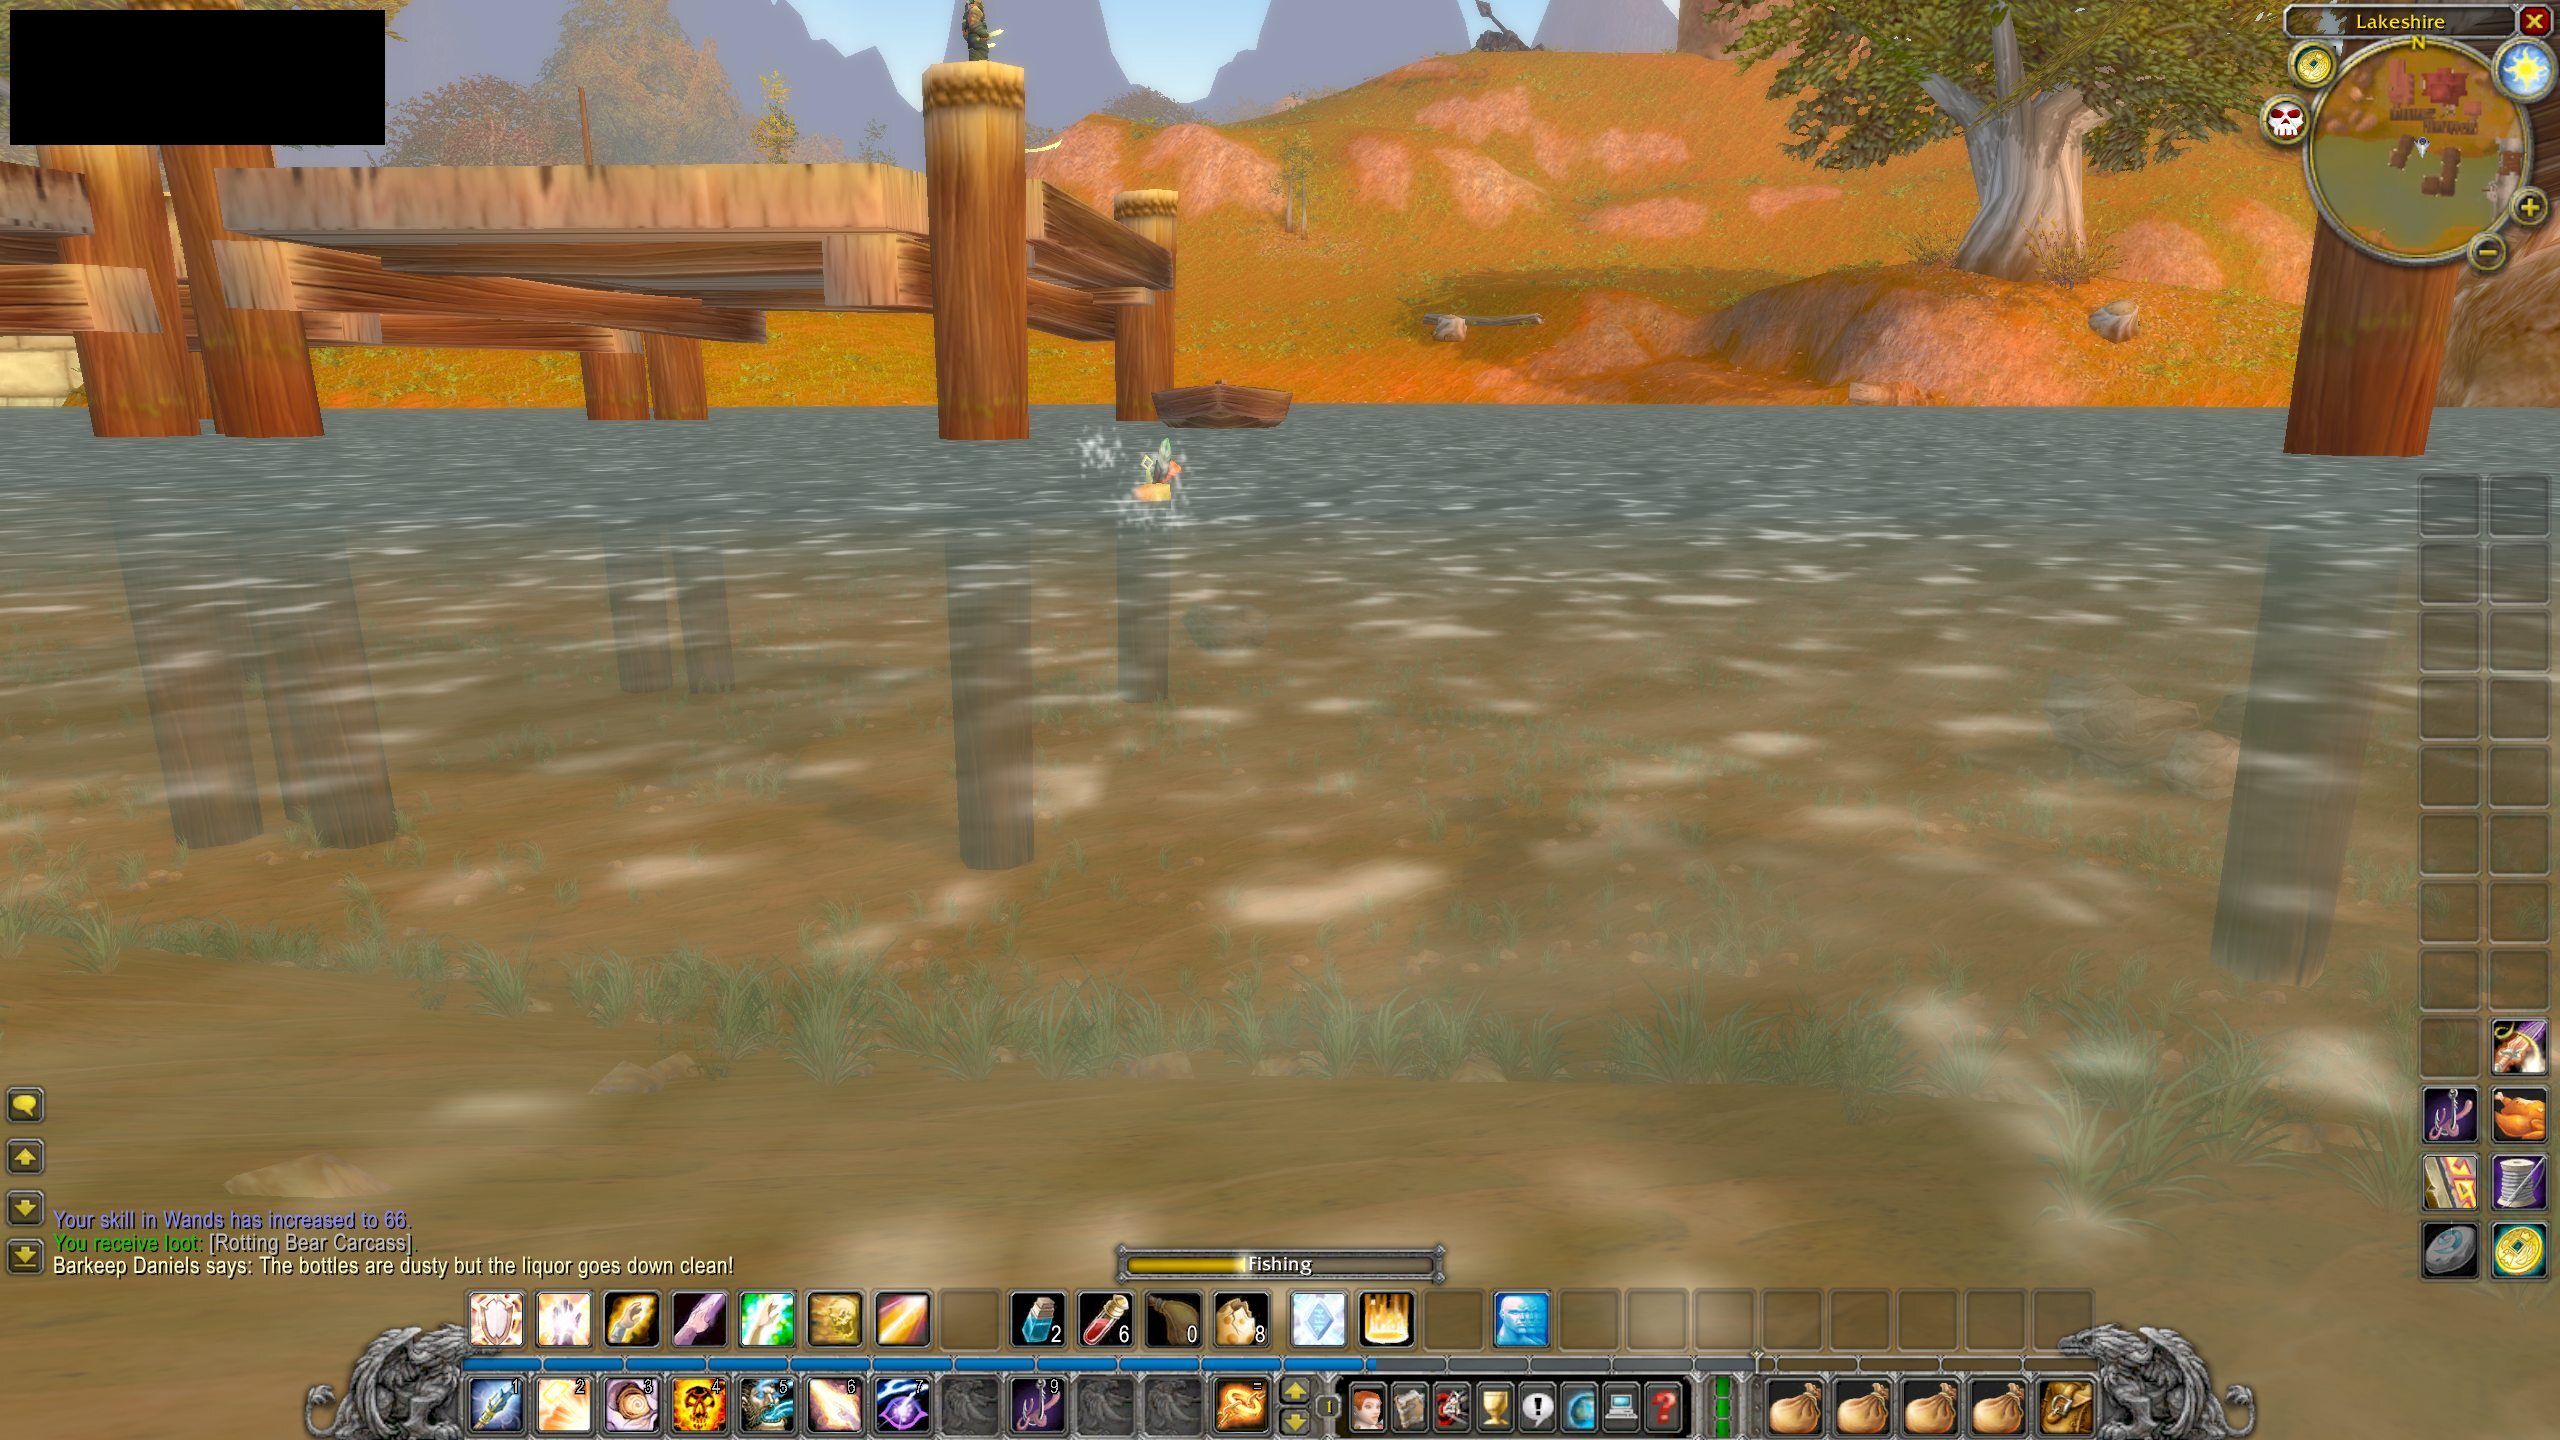 Lakeshire
N
Your skill in Wands has increased to 66.
You receive loot: [Rotting Bear Carcass].
Barkeep Daniels says: The bottles are dusty but the liquor goes down clean!
Fishing
2
6
0
8
1
2
3
4
5
6
7
9
=
1